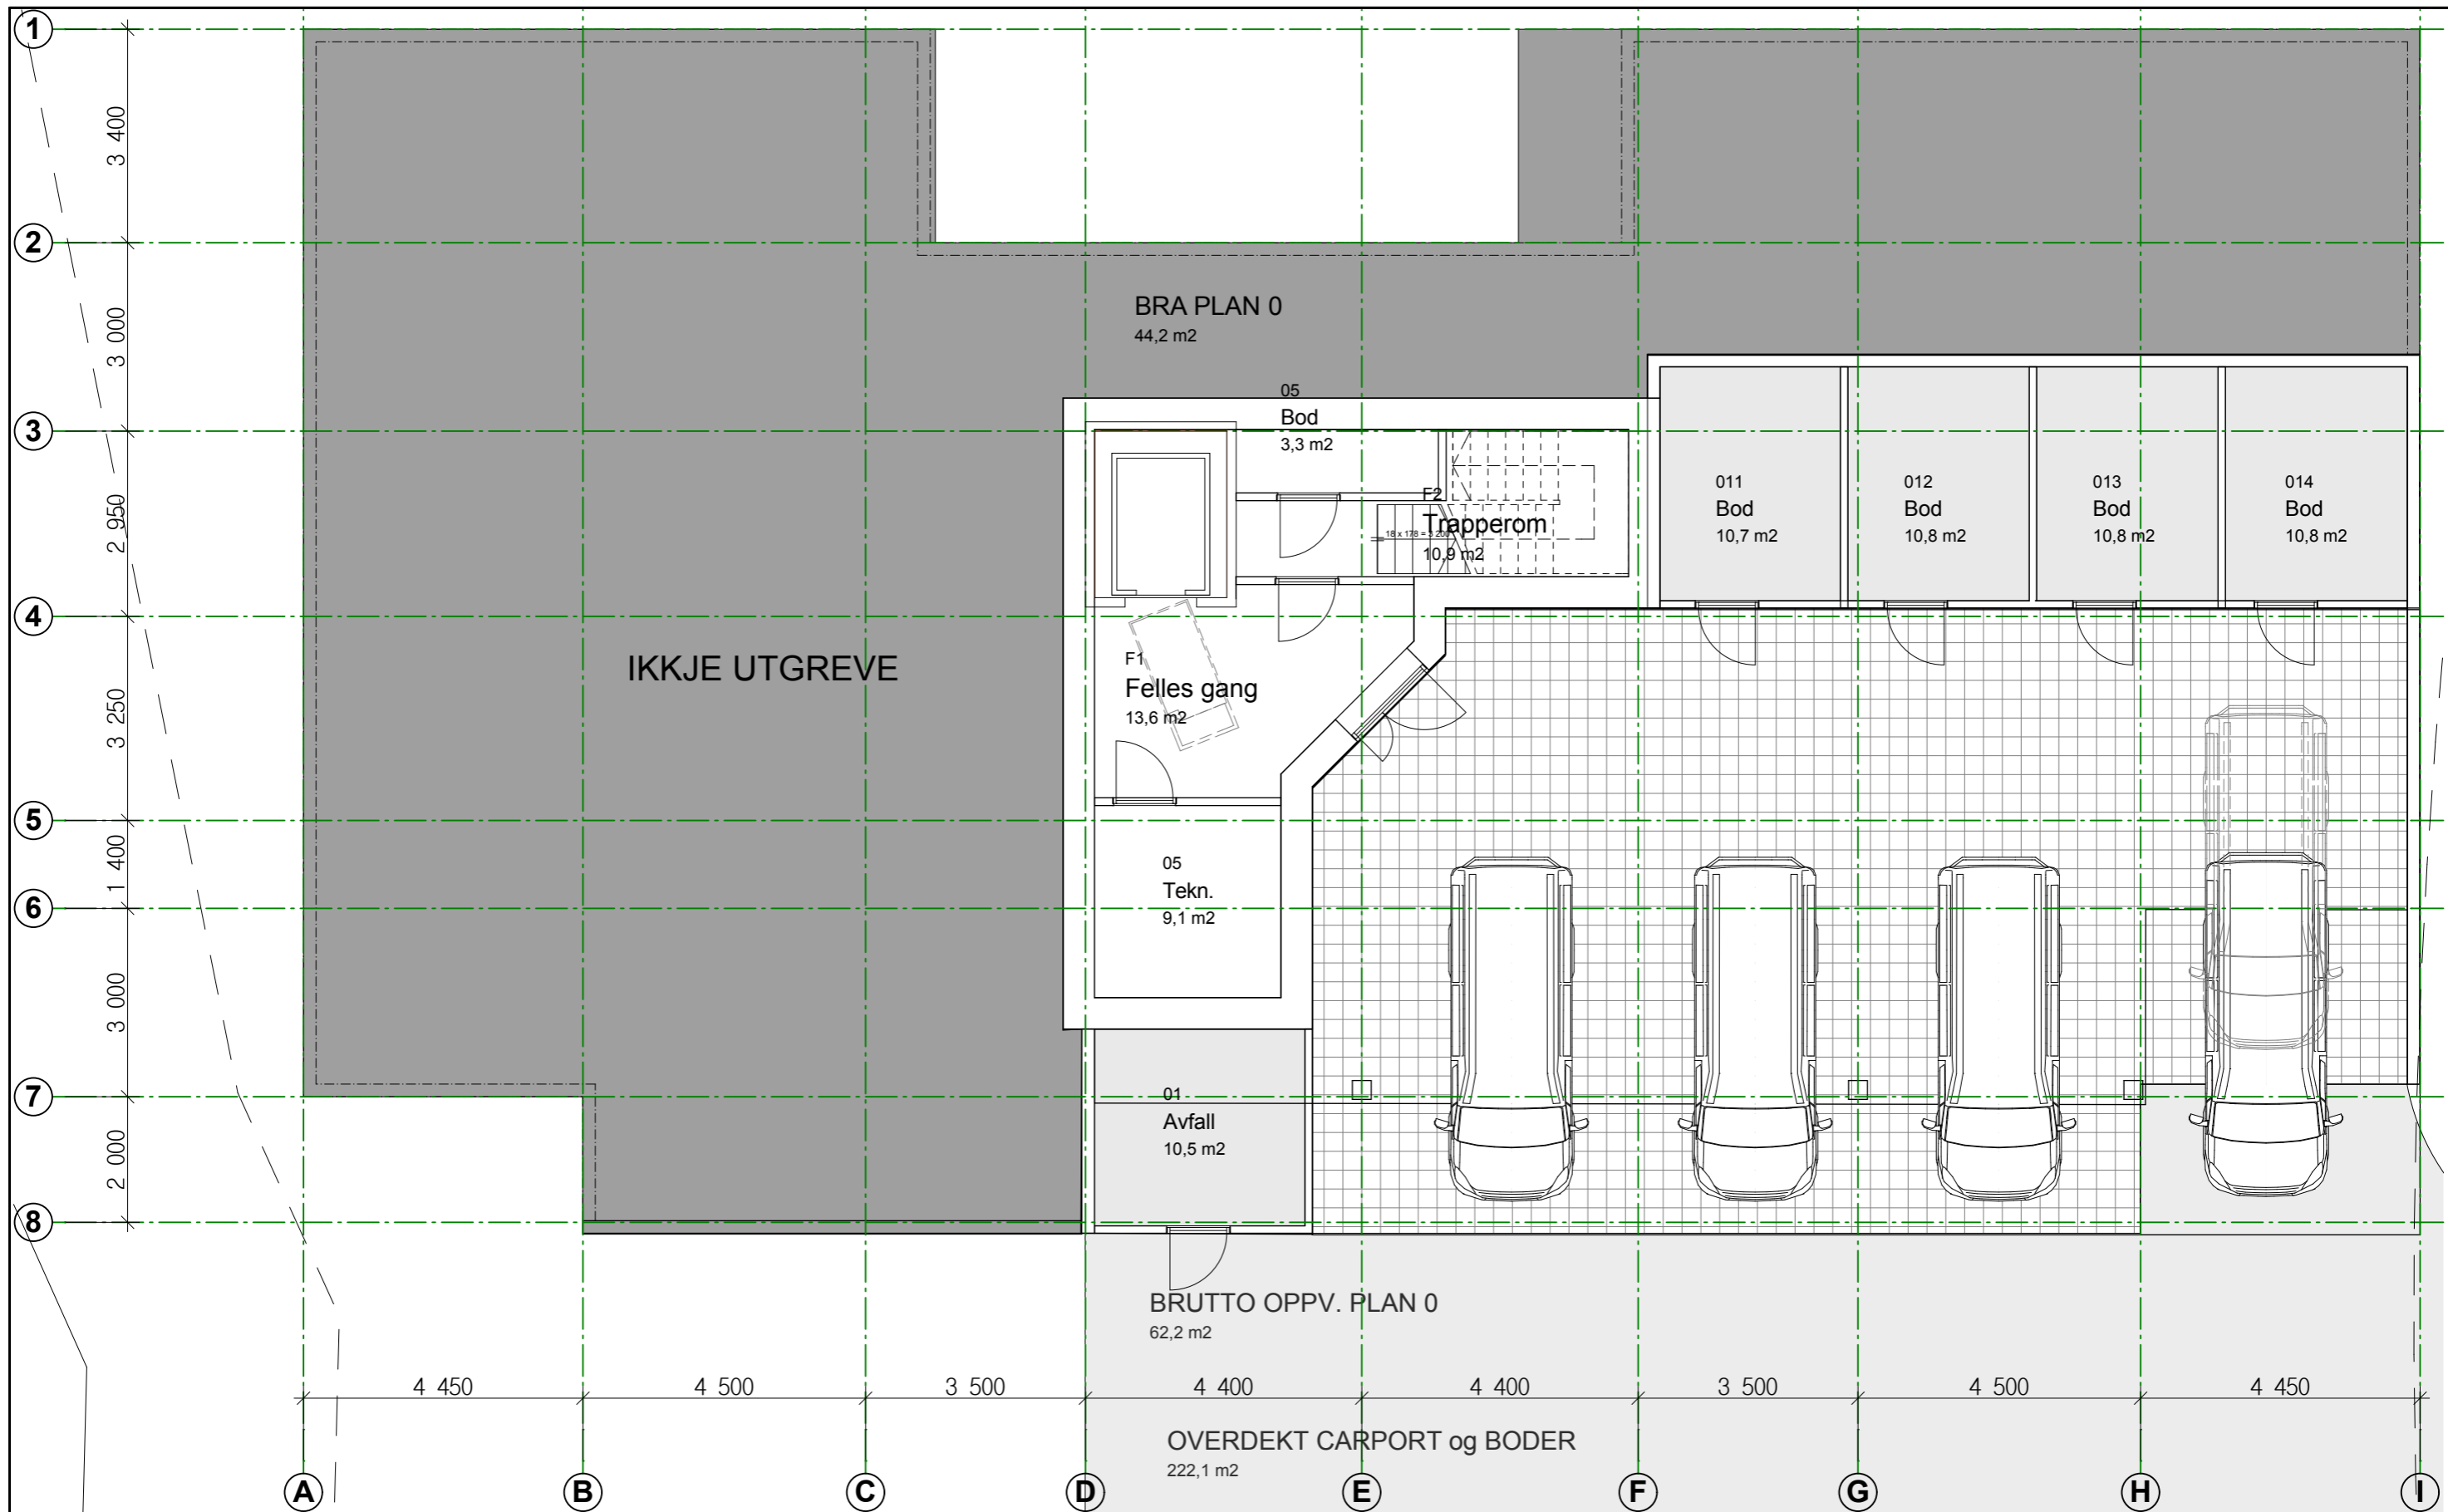 1
2
3
4
5
6
7
8
3 400
3 000
2 950
3 250
1 400
3 000
2 000
BRA PLAN 0
44,2 m2
05
Bod
3,3 m2
F2
Trapperom
18 x 178 = 3 200
10,9 m2
011
Bod
10,7 m2
012
Bod
10,8 m2
013
Bod
10,8 m2
014
Bod
10,8 m2
IKKJE UTGREVE
F1
Felles gang
13,6 m2
05
Tekn.
9,1 m2
01
Avfall
10,5 m2
BRUTTO OPPV. PLAN 0
62,2 m2
4 450
4 500
3 500
4 400
4 400
3 500
4 500
4 450
OVERDEKT CARPORT og BODER
222,1 m2
A
B
C
D
E
F
G
H
I